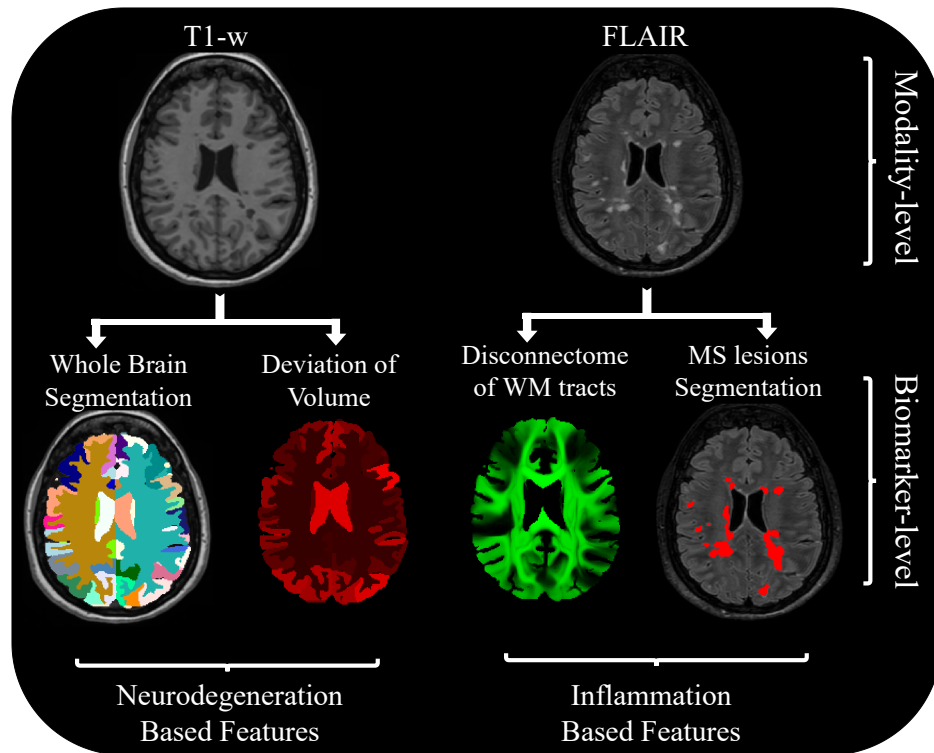 T1-w
FLAIR
Modality-level
Whole Brain
Segmentation
Deviation of
Volume
Disconnectome
of WM tracts
MS lesions
Segmentation
Biomarker-level
Neurodegeneration
Based Features
Inflammation
Based Features